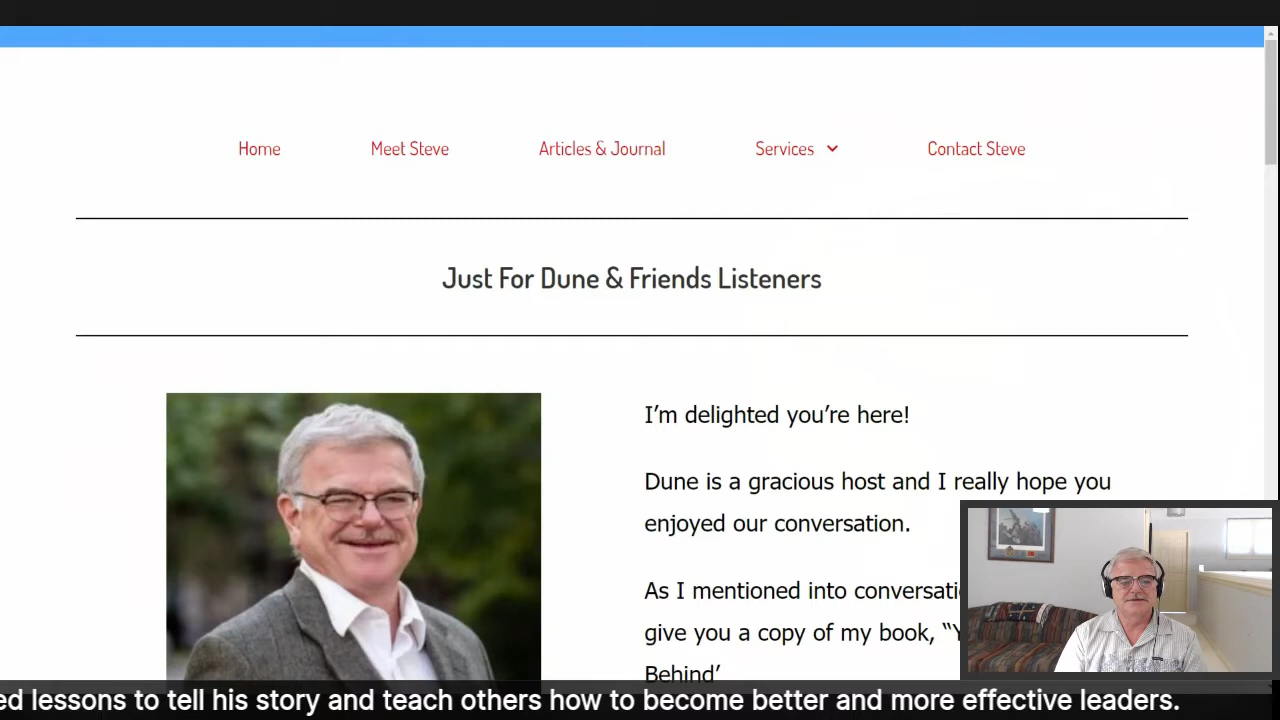 Home Meet Steve Articles & Journal Services Contact Steve
Just For Dune & Friends Listeners
I’m delighted you’re here!
Dune is a gracious host and I really hope you
enjoyed our conversation.
As I mentioned into conversati
give you a copy of my book, “Y
Behind’
ed lessons to tell his story and teach others how to become better and more effective leaders.